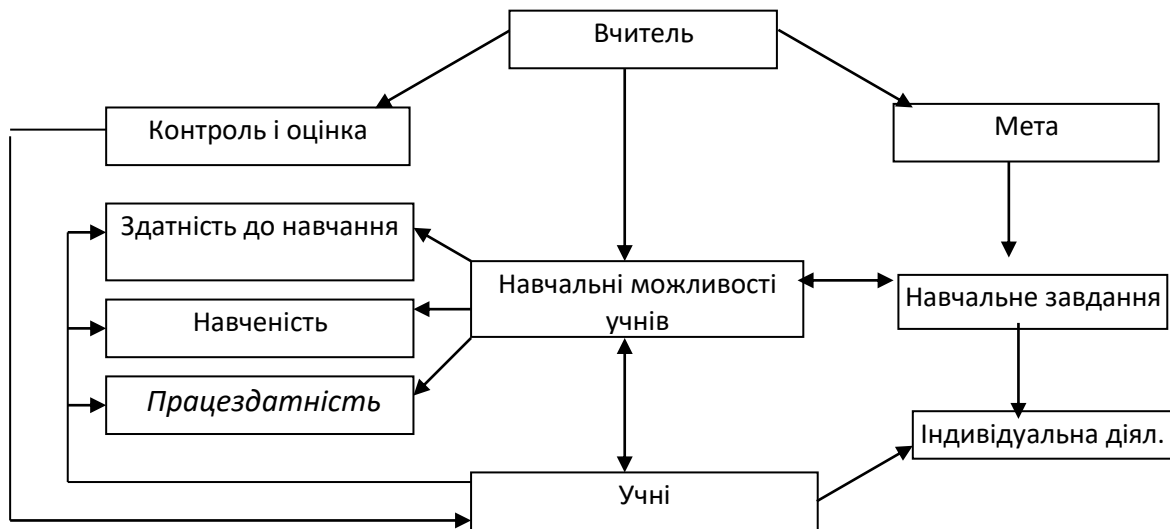 Вчитель
Контроль і оцінка
Мета
Здатність до навчання
Навчальні можливості
учнів
Навчальне завдання
Навченість
Працездатність
Індивідуальна діял.
Учні